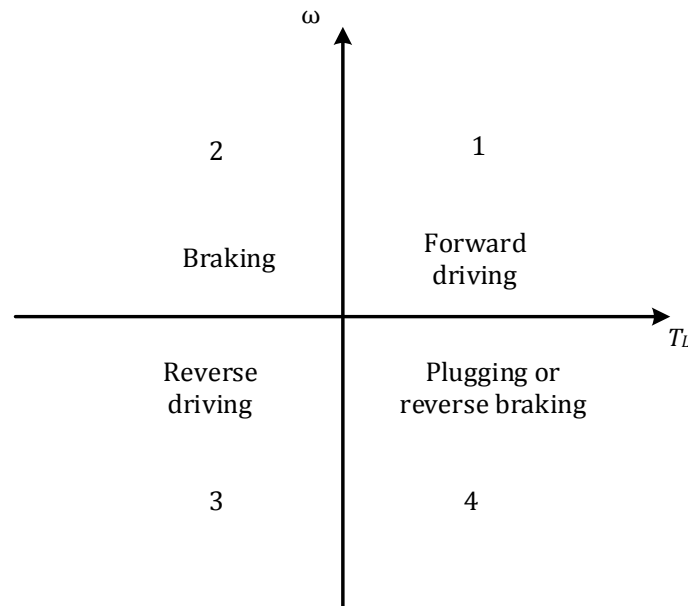 ω
2
1
Braking
Forward
driving
T_L
Reverse
driving
Plugging or
reverse braking
3
4